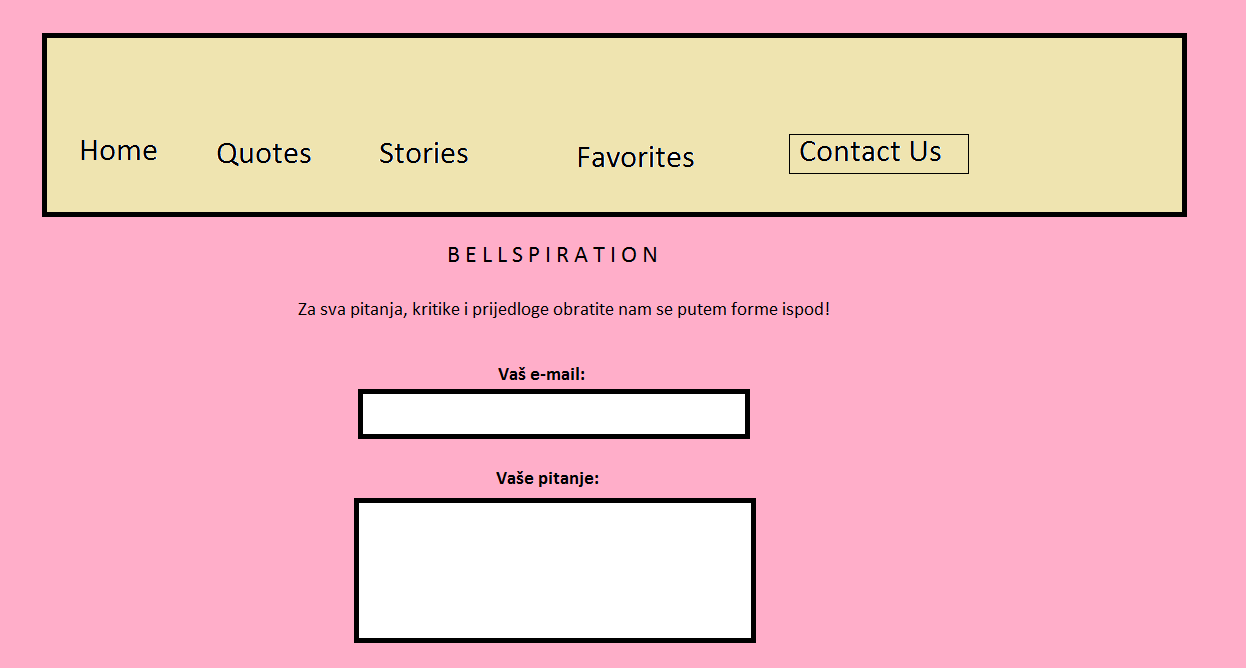 Home Quotes Stories Favorites Contact Us
BELLSPIRATION
Za sva pitanja, kritike i prijedloge obratite nam se putem forme ispod!
Vaš e-mail:
Vaše pitanje: